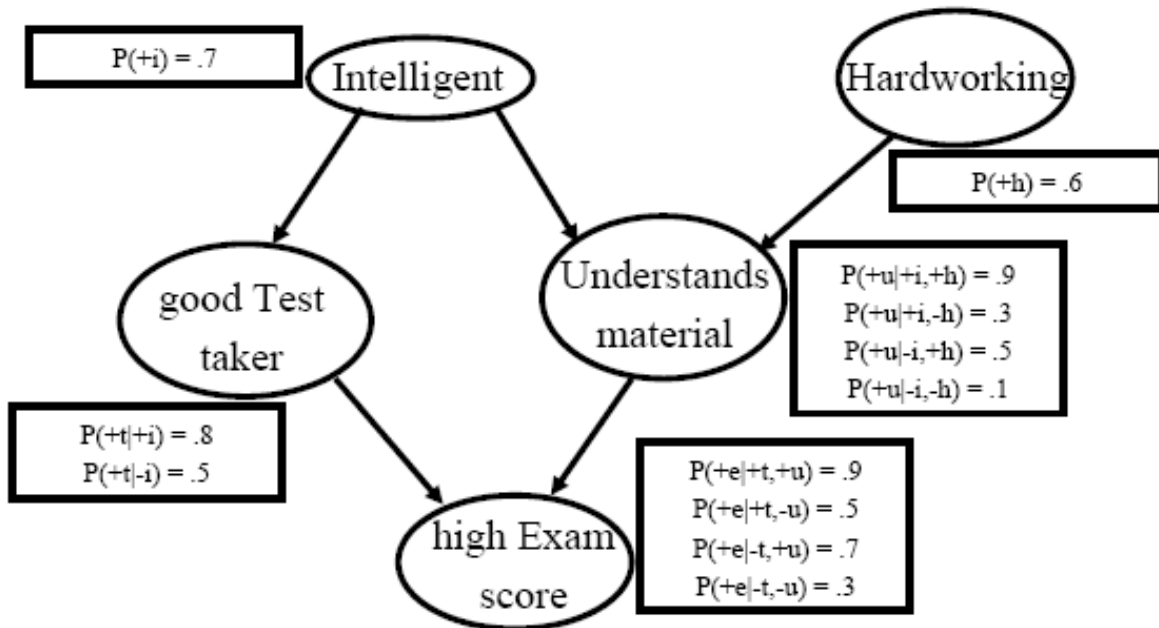 P(+i) = .7
Intelligent
Hardworking
P(+h) = .6
good Test
taker
Understands
material
P(+u|+i,+h) = .9
P(+u|+i,-h) = .3
P(+u|-i,+h) = .5
P(+u|-i,-h) = .1
P(+t|+i) = .8
P(+t|-i) = .5
high Exam
score
P(+e|+t,+u) = .9
P(+e|+t,-u) = .5
P(+e|-t,+u) = .7
P(+e|-t,-u) = .3